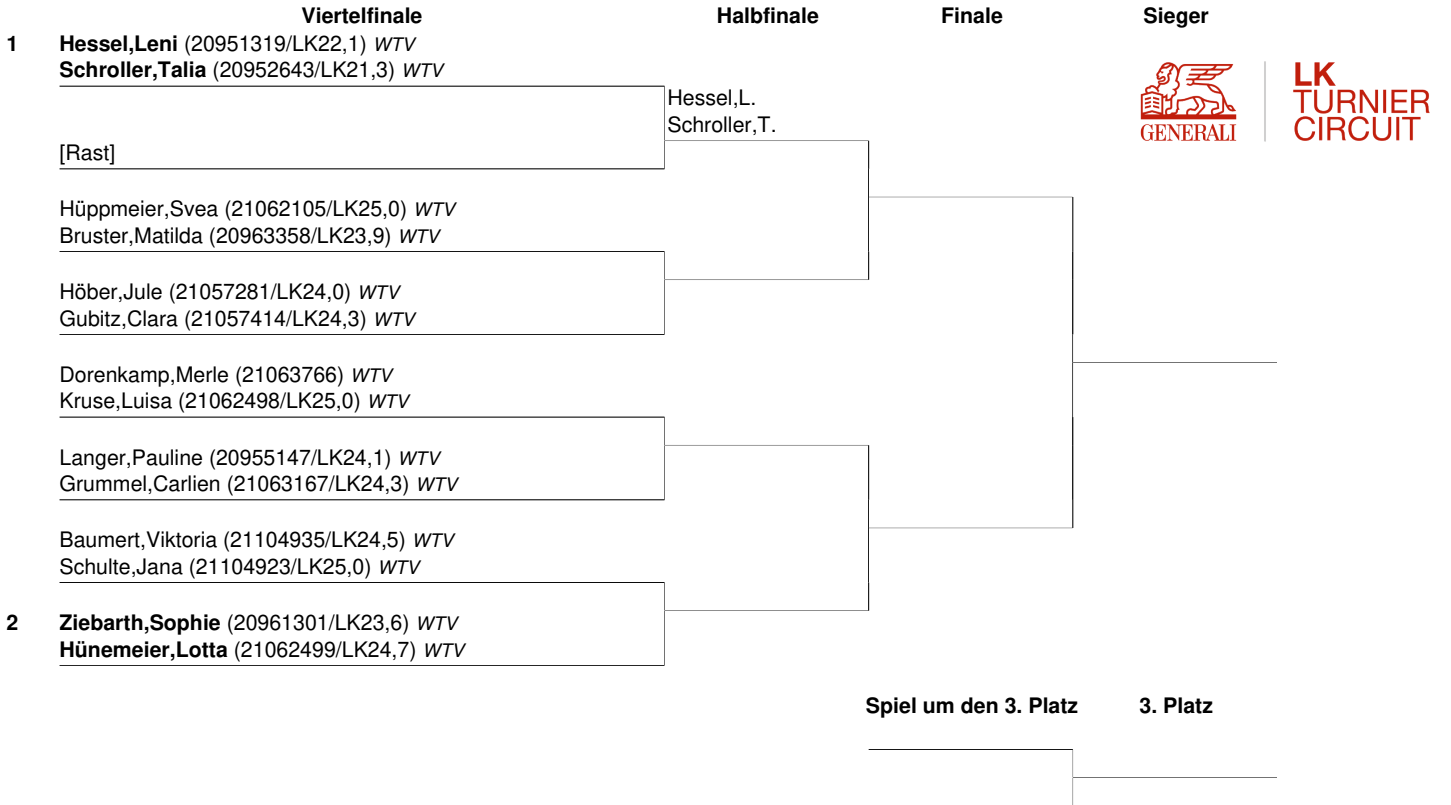 Viertelfinale Halbfinale Finale Sieger
1 Hessel,Leni (20951319/LK22,1) WTV
Schroller,Talia (20952643/LK21,3) WTV
GENERALI
LK
TURNIER
CIRCUIT
Hessel,L.
Schroller,T.
[Rast]
Hüppmeier,Svea (21062105/LK25,0) WTV
Bruster,Matilda (20963358/LK23,9) WTV
Höber,Jule (21057281/LK24,0) WTV
Gubitz,Clara (21057414/LK24,3) WTV
Dorenkamp,Merle (21063766) WTV
Kruse,Luisa (21062498/LK25,0) WTV
Langer,Pauline (20955147/LK24,1) WTV
Grummel,Carlien (21063167/LK24,3) WTV
Baumert,Viktoria (21104935/LK24,5) WTV
Schulte,Jana (21104923/LK25,0) WTV
2 Ziebarth,Sophie (20961301/LK23,6) WTV
Hünemeier,Lotta (21062499/LK24,7) WTV
Spiel um den 3. Platz 3. Platz